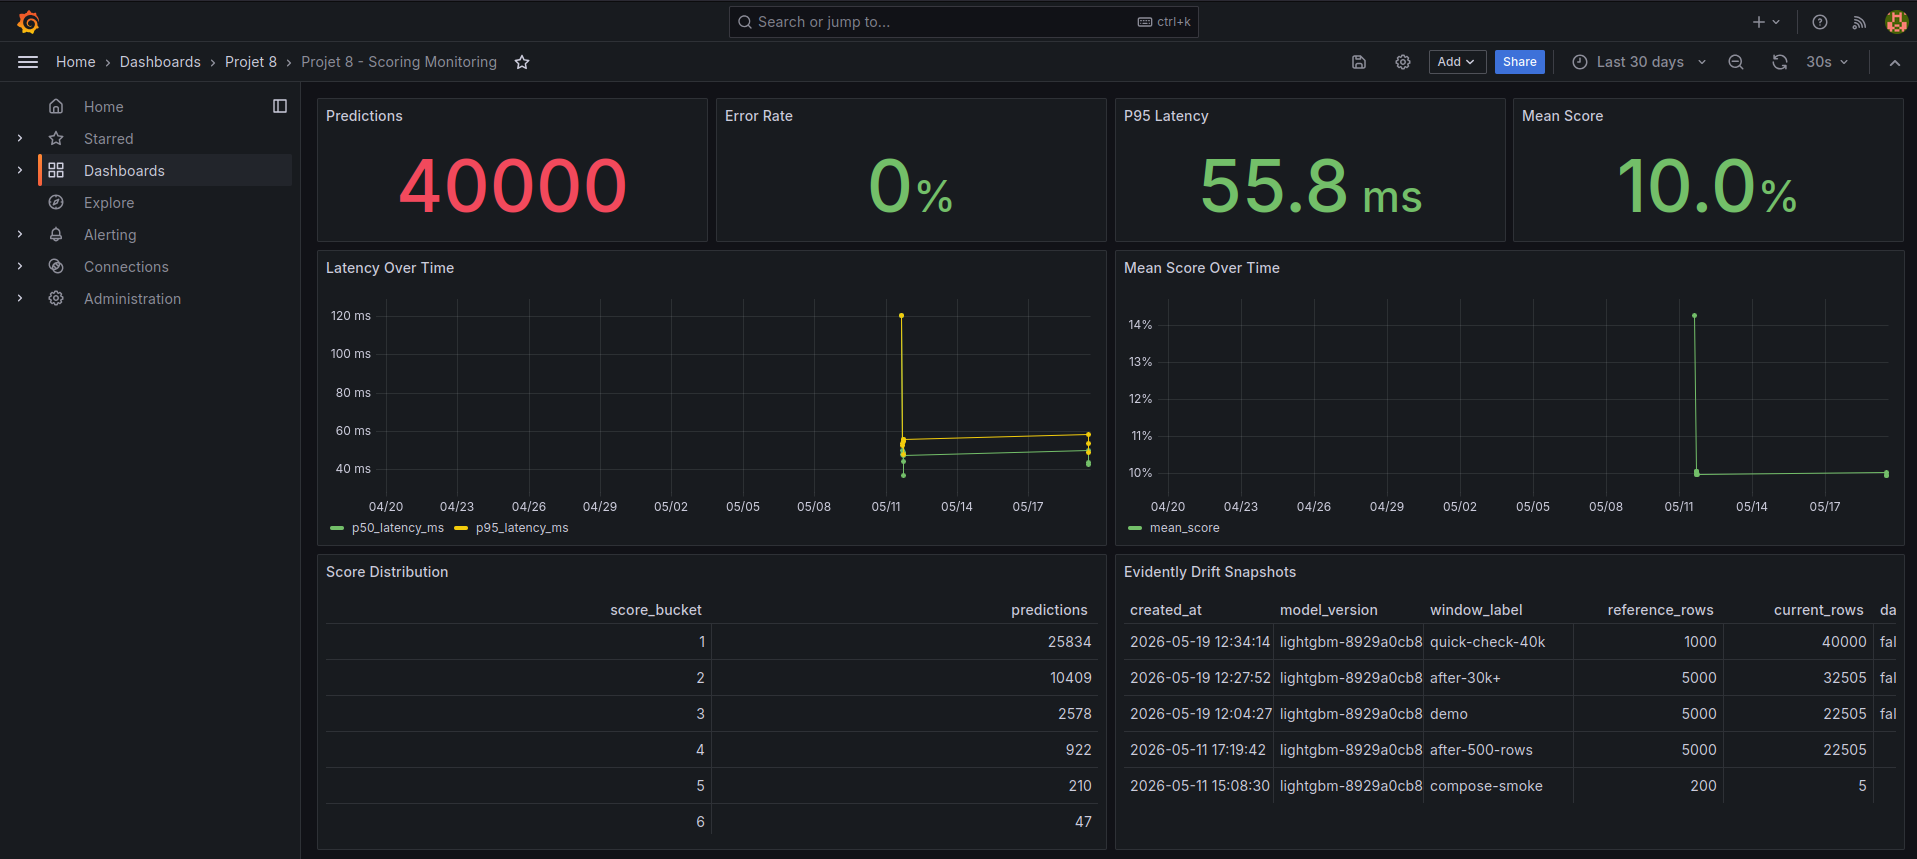 Search or jump to... ctrl+k
Home › Dashboards › Projet 8 › Projet 8 - Scoring Monitoring
Add
Share
Last 30 days
30s
Home
Starred
Dashboards
Explore
Alerting
Connections
Administration
Predictions
40000
Error Rate
0%
P95 Latency
55.8 ms
Mean Score
10.0%
Latency Over Time
120 ms
100 ms
80 ms
60 ms
40 ms
04/20 04/23 04/26 04/29 05/02 05/05 05/08 05/11 05/14 05/17
p50_latency_ms p95_latency_ms
Mean Score Over Time
14%
13%
12%
11%
10%
04/20 04/23 04/26 04/29 05/02 05/05 05/08 05/11 05/14 05/17
mean_score
Score Distribution
score_bucket predictions
1 25834
2 10409
3 2578
4 922
5 210
6 47
Evidently Drift Snapshots
created_at model_version window_label reference_rows current_rows da
2026-05-19 12:34:14 lightgbm-8929a0cb8 quick-check-40k 1000 40000 fal
2026-05-19 12:27:52 lightgbm-8929a0cb8 after-30k+ 5000 32505 fal
2026-05-19 12:04:27 lightgbm-8929a0cb8 demo 5000 22505 fal
2026-05-11 17:19:42 lightgbm-8929a0cb8 after-500-rows 5000 22505
2026-05-11 15:08:30 lightgbm-8929a0cb8 compose-smoke 200 5